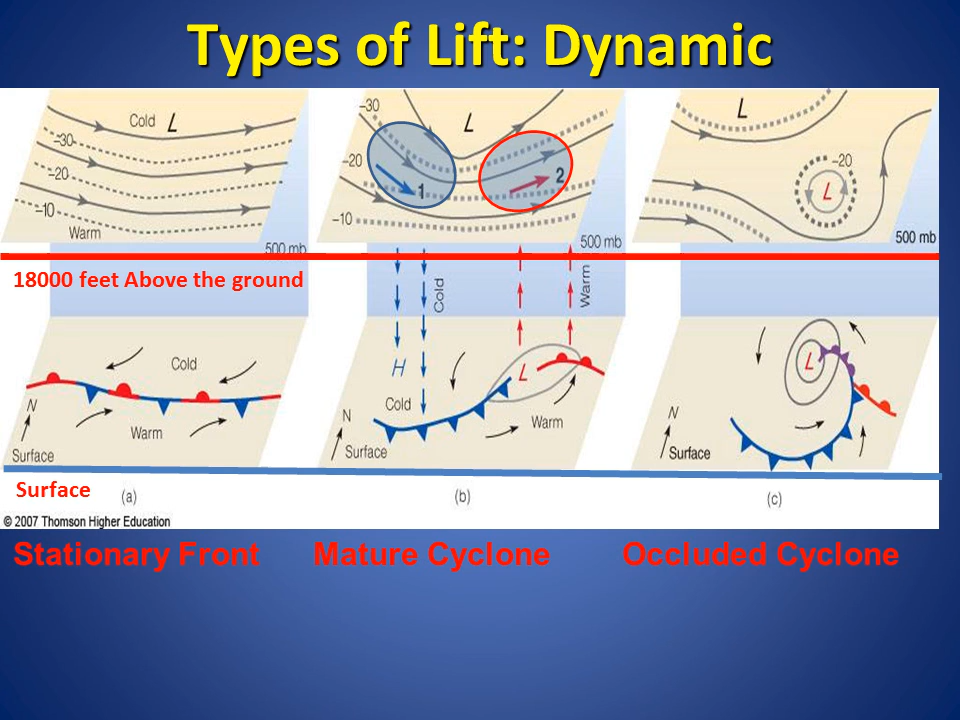 Types of Lift: Dynamic
Cold L
-30
-20
-10
Warm
500 mb
-30
L
-20
1
2
-10
500 mb
L
-20
L
500 mb
18000 feet Above the ground
Cold
N
Warm
Surface
Cold
Warm
H
L
Cold
N
Warm
Surface
L
N
Surface
Surface
(a)
(b)
(c)
© 2007 Thomson Higher Education
Stationary Front
Mature Cyclone
Occluded Cyclone